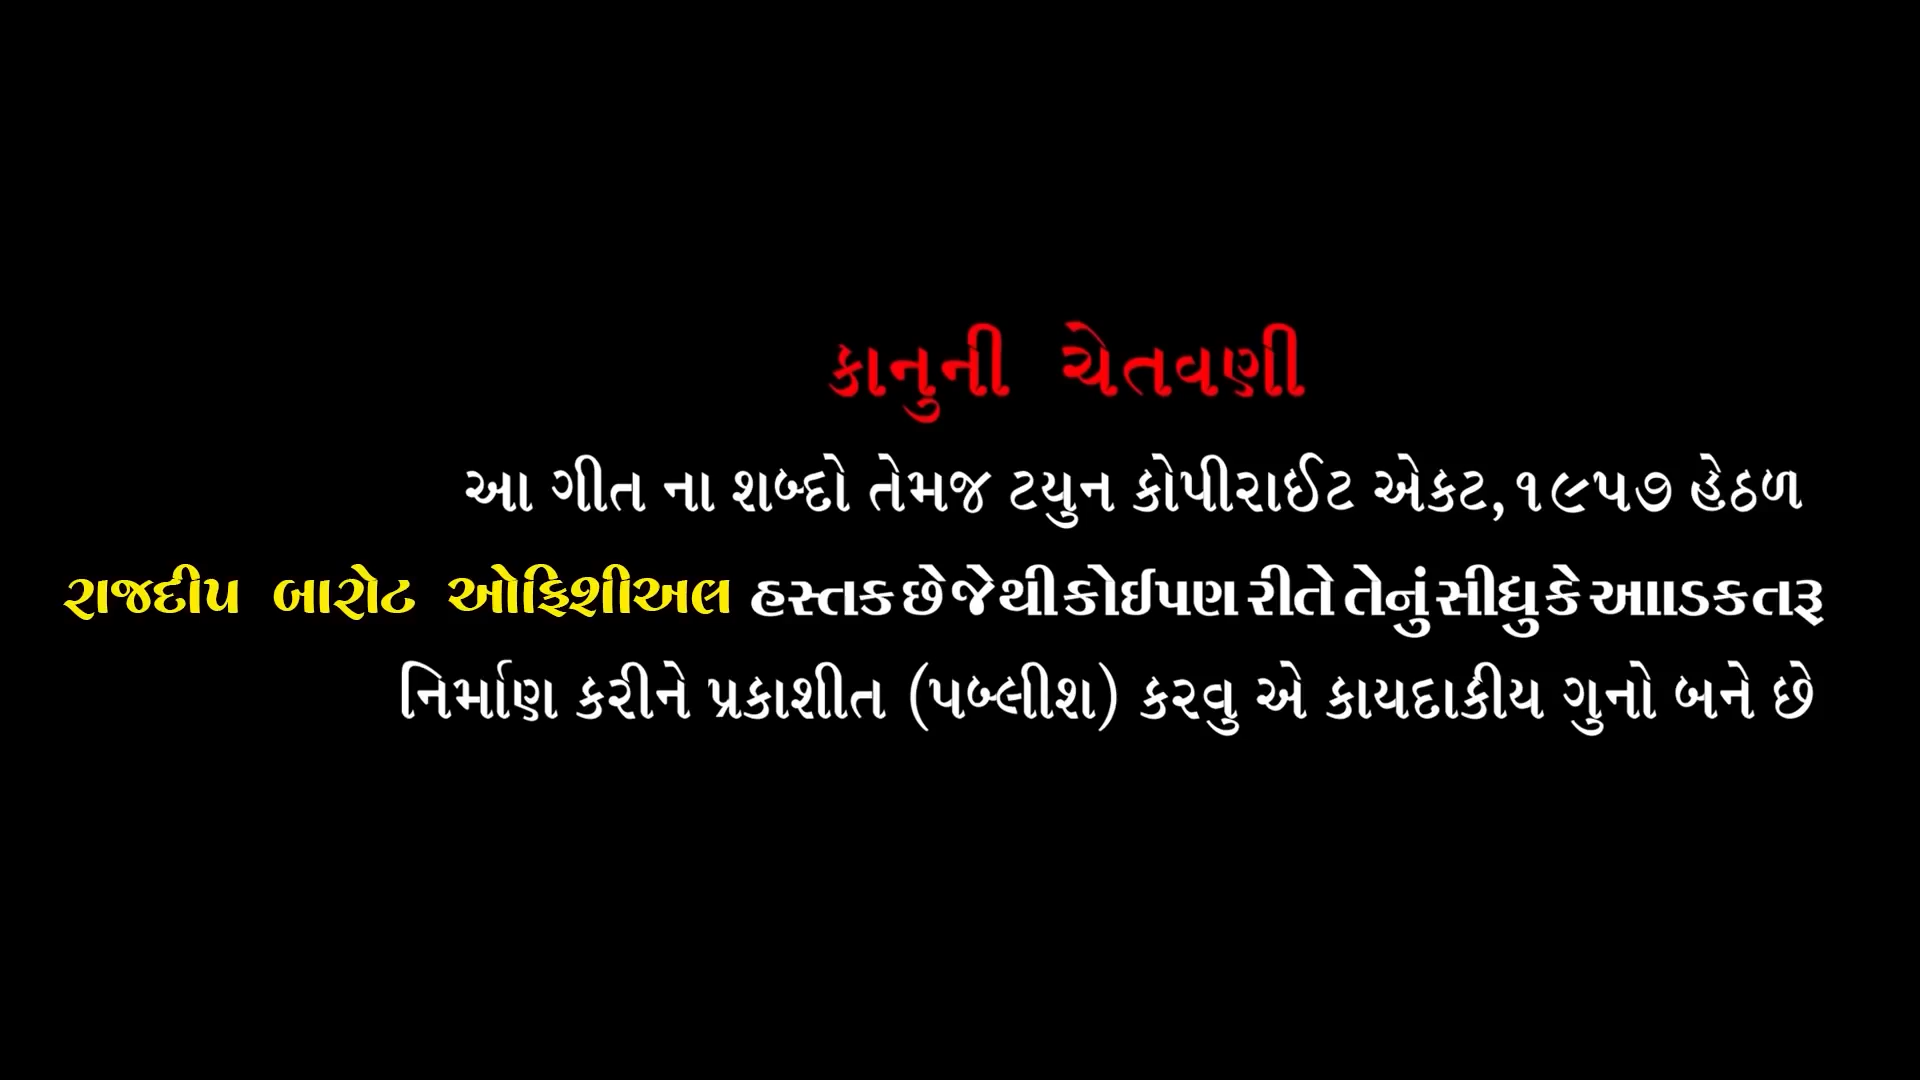 કાનુની ચેતવણી
આ ગીત ના શબ્દો તેમજ ટયુન કોપીરાઈટ એકટ, ૧૯૫૭ હેઠળ
રાજદીપ બારોટ ઓફિશીઅલ હસ્તક છે જેથી કોઈપણ રીતે તેનું સીધુ કે આાડકતરૂ
નિર્માણ કરીને પ્રકાશીત (પબ્લીશ) કરવુ એ કાયદાકીય ગુનો બને છે